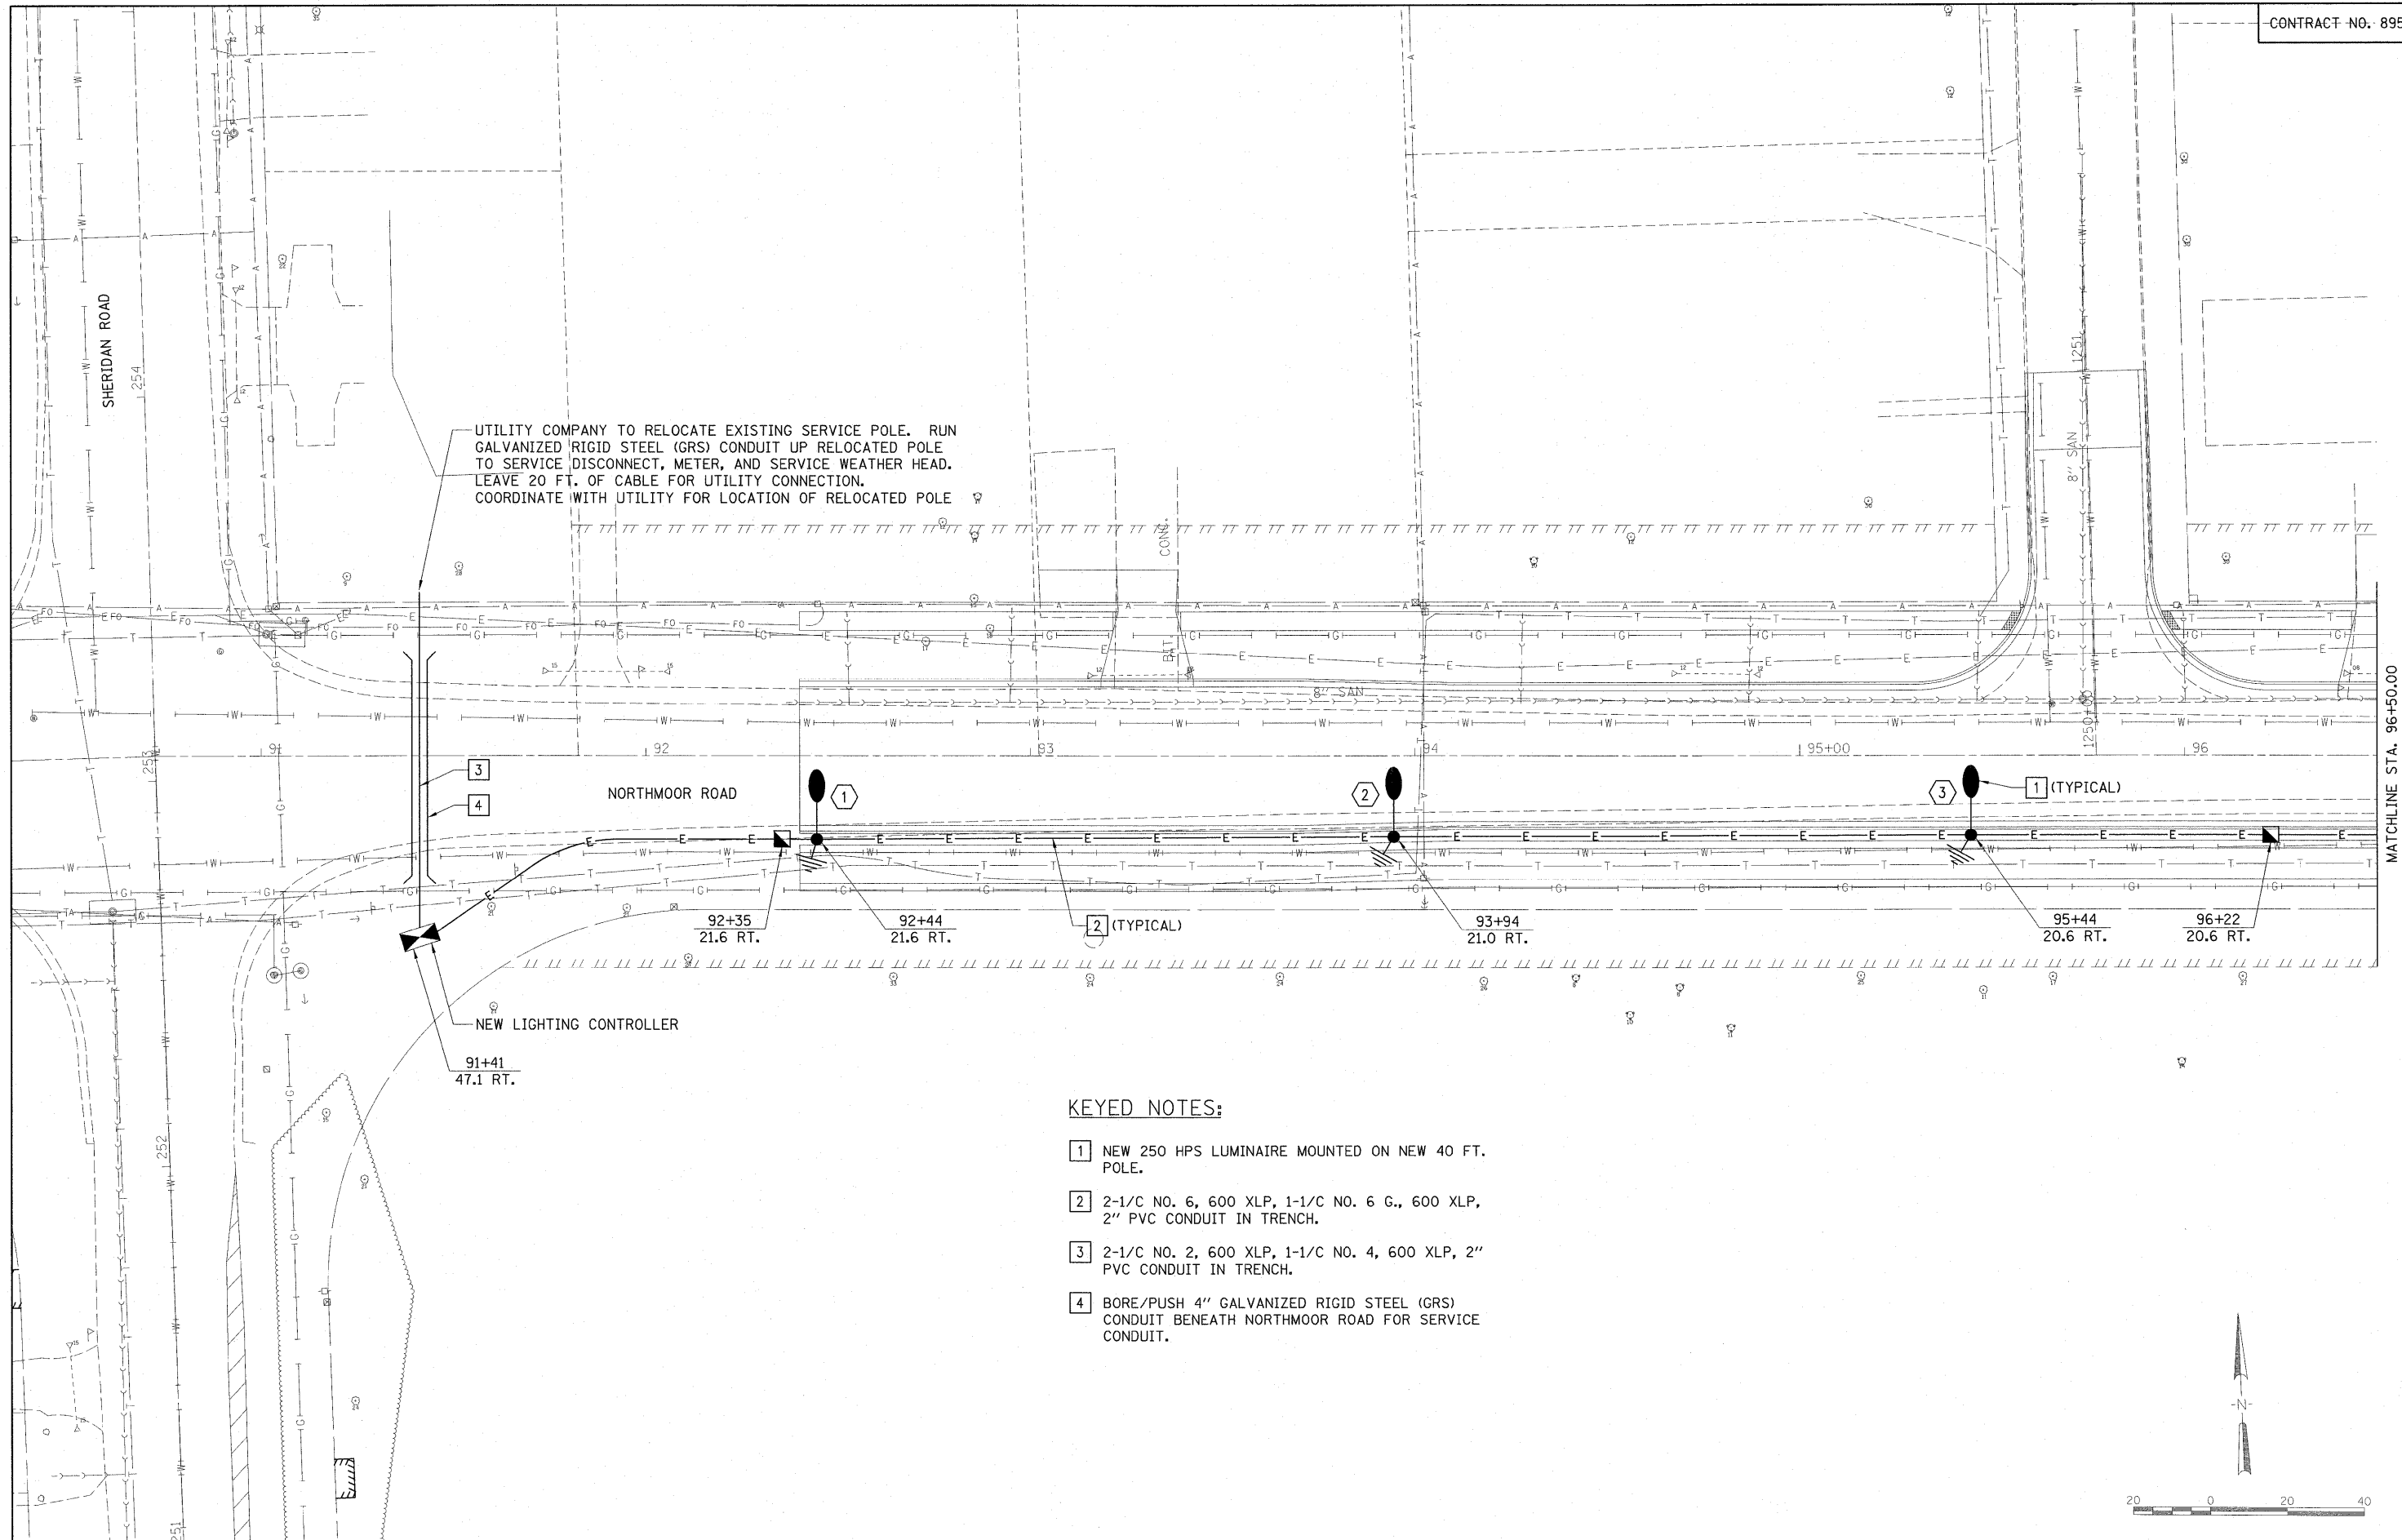 CONTRACT NO. 895
SHERIDAN ROAD
254
UTILITY COMPANY TO RELOCATE EXISTING SERVICE POLE. RUN
GALVANIZED RIGID STEEL (GRS) CONDUIT UP RELOCATED POLE
TO SERVICE DISCONNECT, METER, AND SERVICE WEATHER HEAD.
LEAVE 20 FT. OF CABLE FOR UTILITY CONNECTION.
COORDINATE WITH UTILITY FOR LOCATION OF RELOCATED POLE
CONC.
BIT.
8" SAN
1251
8" SAN
1250+00
MATCHLINE STA. 96+50.00
253
91
92
93
94
95+00
96
3
4
NORTHMOOR ROAD
1
2
3
1 (TYPICAL)
92+35
21.6 RT.
92+44
21.6 RT.
2 (TYPICAL)
93+94
21.0 RT.
95+44
20.6 RT.
96+22
20.6 RT.
NEW LIGHTING CONTROLLER
91+41
47.1 RT.
252
251
KEYED NOTES:
1 NEW 250 HPS LUMINAIRE MOUNTED ON NEW 40 FT.
POLE.
2 2-1/C NO. 6, 600 XLP, 1-1/C NO. 6 G., 600 XLP,
2" PVC CONDUIT IN TRENCH.
3 2-1/C NO. 2, 600 XLP, 1-1/C NO. 4, 600 XLP, 2"
PVC CONDUIT IN TRENCH.
4 BORE/PUSH 4" GALVANIZED RIGID STEEL (GRS)
CONDUIT BENEATH NORTHMOOR ROAD FOR SERVICE
CONDUIT.
-N-
20 0 20 40